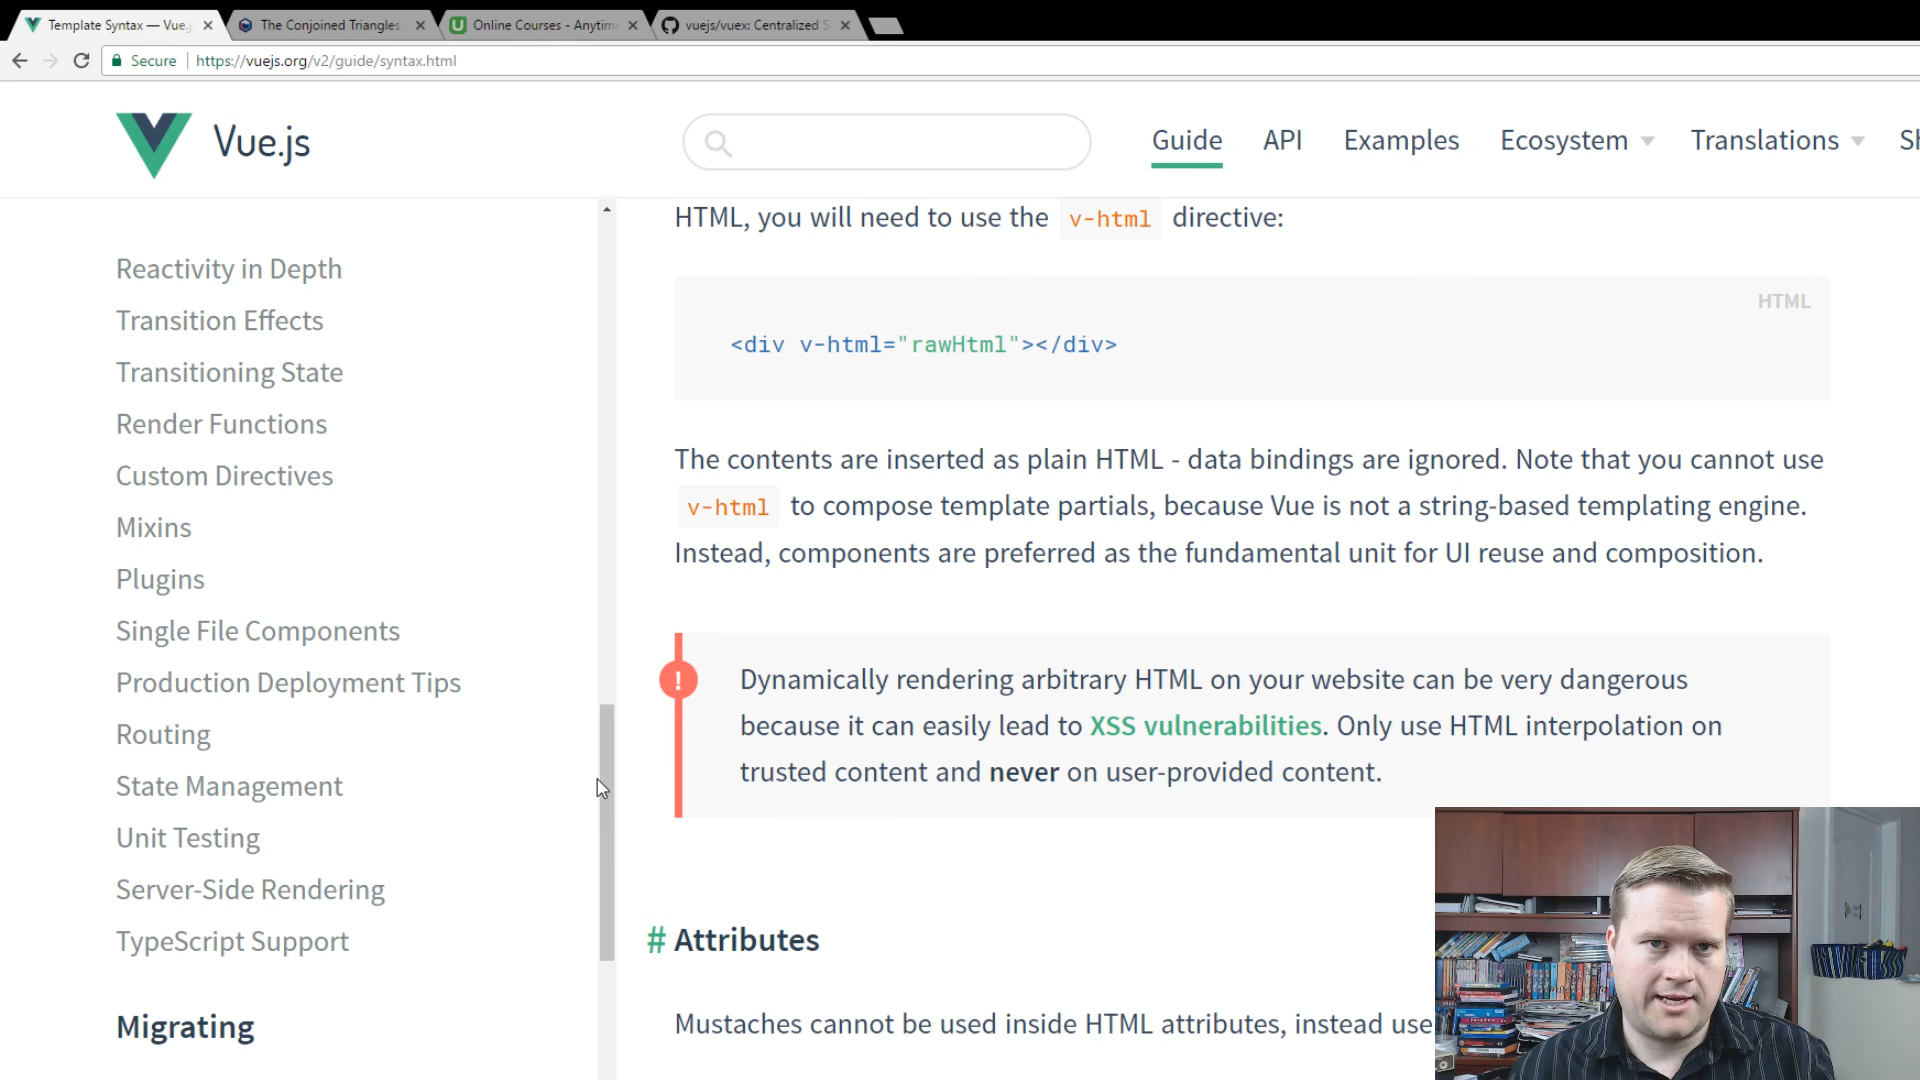 Template Syntax — Vue.j
The Conjoined Triangles
Online Courses - Anytim
vuejs/vuex: Centralized S
Secure
https://vuejs.org/v2/guide/syntax.html
Vue.js
Guide
API
Examples
Ecosystem
Translations
Sh
Reactivity in Depth
Transition Effects
Transitioning State
Render Functions
Custom Directives
Mixins
Plugins
Single File Components
Production Deployment Tips
Routing
State Management
Unit Testing
Server-Side Rendering
TypeScript Support
Migrating
HTML, you will need to use the v-html directive:
HTML
<div v-html="rawHtml"></div>
The contents are inserted as plain HTML - data bindings are ignored. Note that you cannot use
v-html to compose template partials, because Vue is not a string-based templating engine.
Instead, components are preferred as the fundamental unit for UI reuse and composition.
!
Dynamically rendering arbitrary HTML on your website can be very dangerous
because it can easily lead to XSS vulnerabilities. Only use HTML interpolation on
trusted content and never on user-provided content.
# Attributes
Mustaches cannot be used inside HTML attributes, instead use